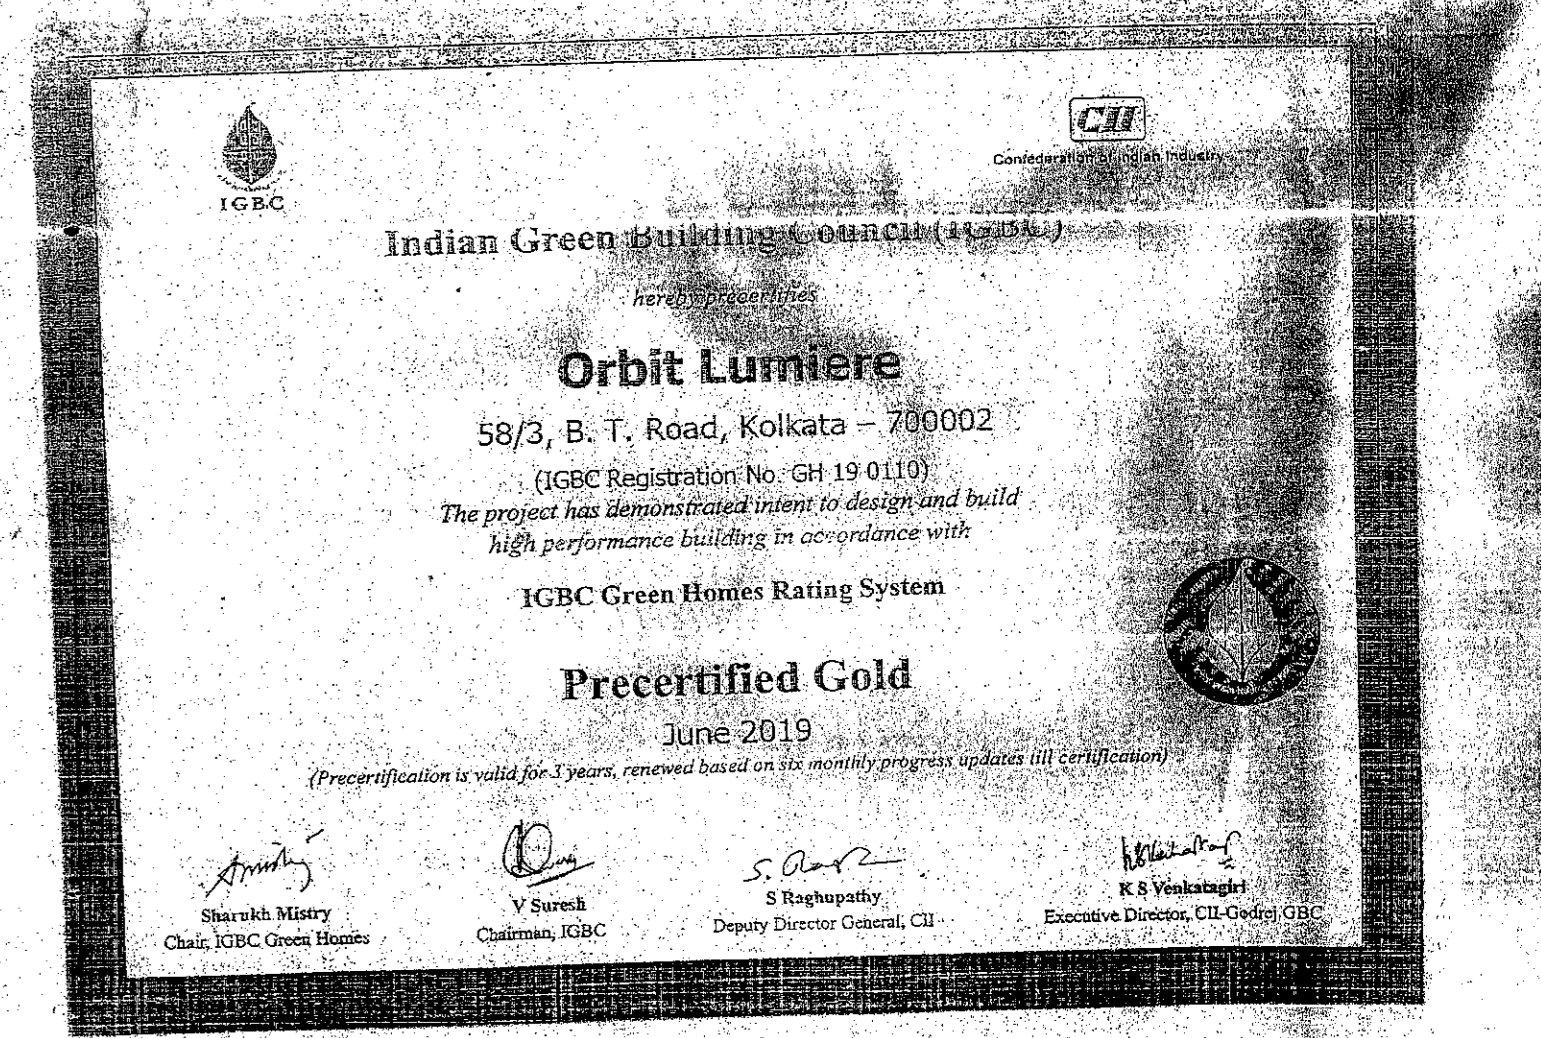 IGBC
CII
Confederation of Indian Industry
Indian Green Building Council (IGBC)
hereby precertifies
Orbit Lumiere
58/3, B. T. Road, Kolkata – 700002
(IGBC Registration No. GH 19 0110)
The project has demonstrated intent to design and build
high performance building in accordance with
IGBC Green Homes Rating System
Precertified Gold
June 2019
(Precertification is valid for 3 years, renewed based on six monthly progress updates till certification)
S. Rag
Sharukh Mistry
Chair, IGBC Green Homes
V Suresh
Chairman, IGBC
S Raghupathy
Deputy Director General, CII
K S Venkatagiri
Executive Director, CII-Godrej GBC